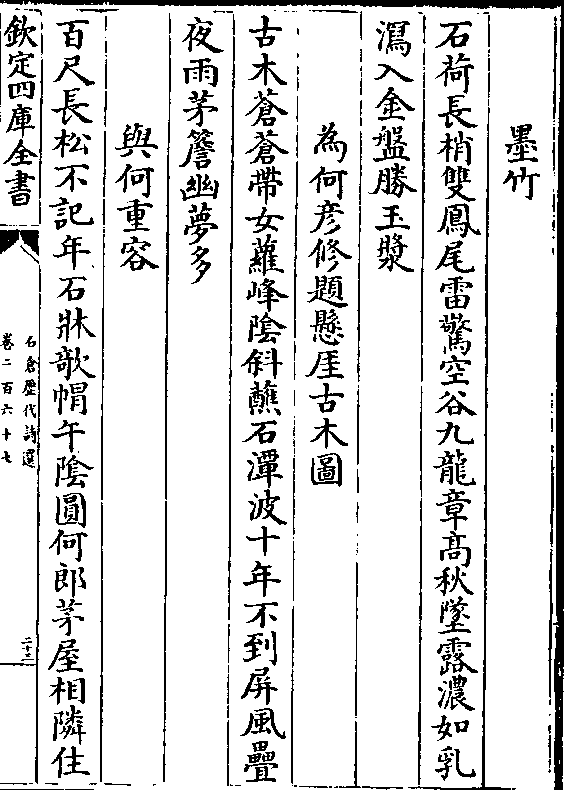 墨竹
石荷長梢雙鳳尾雷驚空谷九龍章高秋墜露濃如乳
瀉入金盤勝玉漿
為何彦修題懸厓古木圖
古木蒼蒼帶女蘿峰陰斜蘸石潭波十年不到屏風疊
夜雨茅簷幽夢多
與何重容
百尺長松不記年石牀欹帽午陰圓何郎茅屋相隣住
欽定四庫全書
石倉歷代詩選
卷二百六十七
二十三